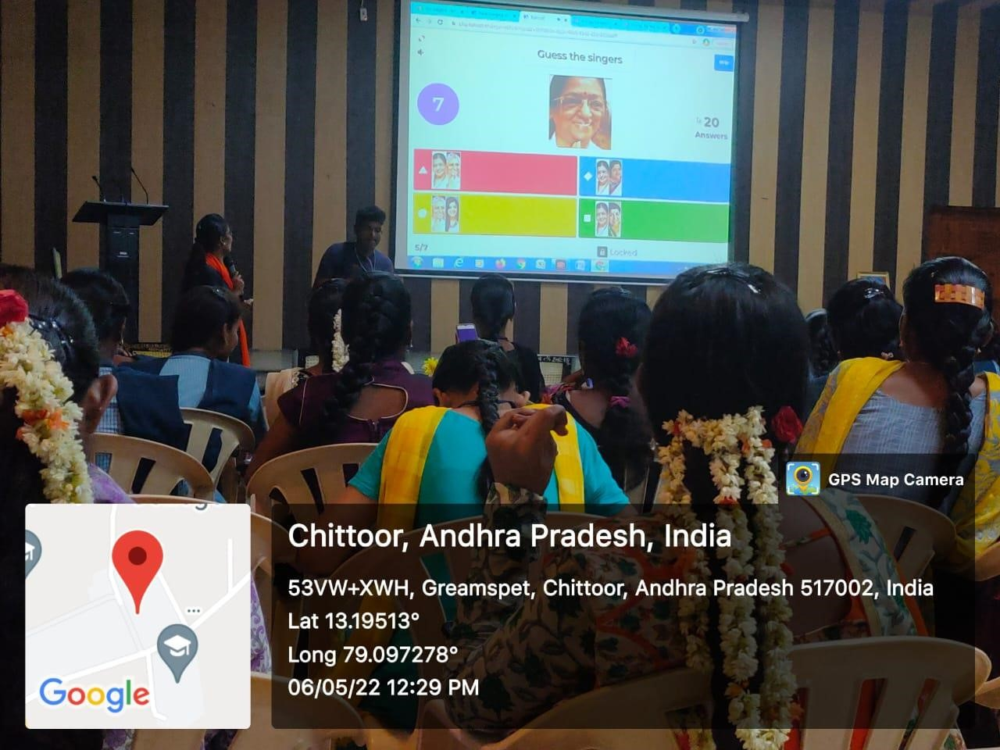 Guess the singers
7
20
Answers
5/7
Locked
GPS Map Camera
Chittoor, Andhra Pradesh, India
53VW+XWH, Greamspet, Chittoor, Andhra Pradesh 517002, India
Lat 13.19513°
Long 79.097278°
06/05/22 12:29 PM
Google